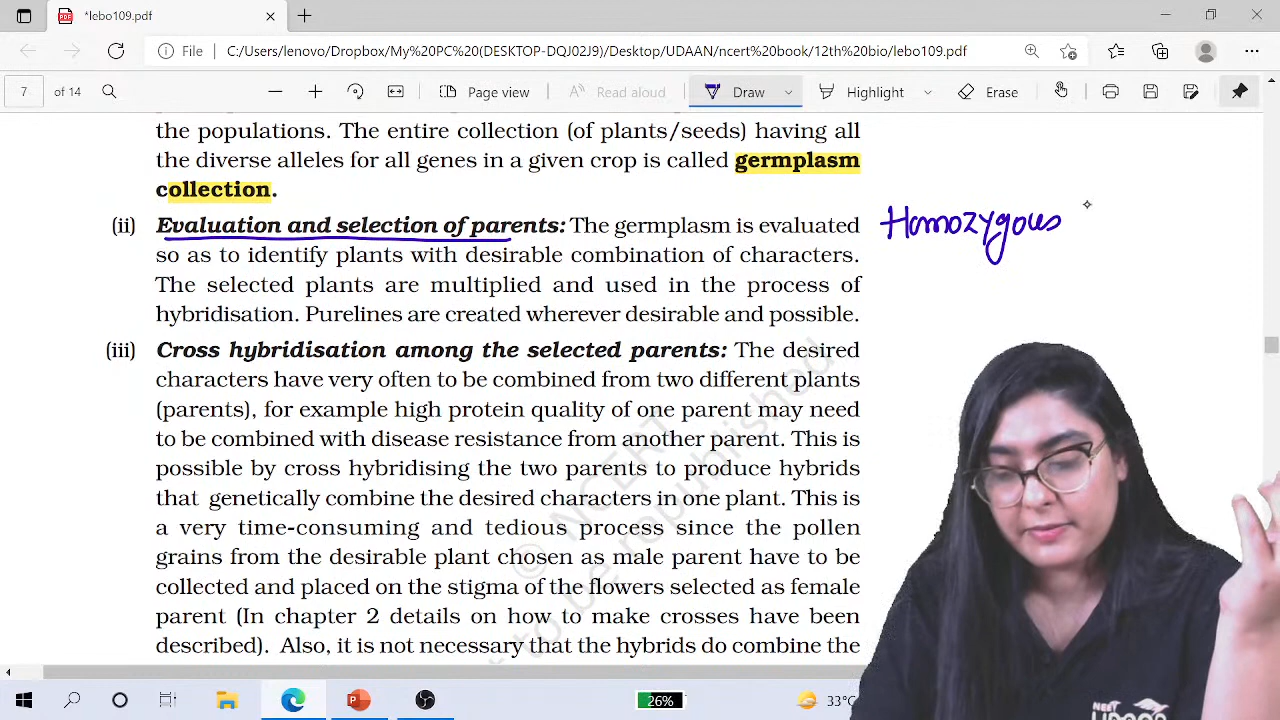 *lebo109.pdf
File C:/Users/lenovo/Dropbox/My%20PC%20(DESKTOP-DQJ02J9)/Desktop/UDAAN/ncert%20book/12th%20bio/lebo109.pdf
7 of 14 Page view Read aloud Draw Highlight Erase
the populations. The entire collection (of plants/seeds) having all
the diverse alleles for all genes in a given crop is called germplasm
collection.
(ii) Evaluation and selection of parents: The germplasm is evaluated
so as to identify plants with desirable combination of characters.
The selected plants are multiplied and used in the process of
hybridisation. Purelines are created wherever desirable and possible.
Homozygous
(iii) Cross hybridisation among the selected parents: The desired
characters have very often to be combined from two different plants
(parents), for example high protein quality of one parent may need
to be combined with disease resistance from another parent. This is
possible by cross hybridising the two parents to produce hybrids
that genetically combine the desired characters in one plant. This is
a very time-consuming and tedious process since the pollen
grains from the desirable plant chosen as male parent have to be
collected and placed on the stigma of the flowers selected as female
parent (In chapter 2 details on how to make crosses have been
described). Also, it is not necessary that the hybrids do combine the
© NCERT
to be republished
26%
33°C
NEET
UDAAN